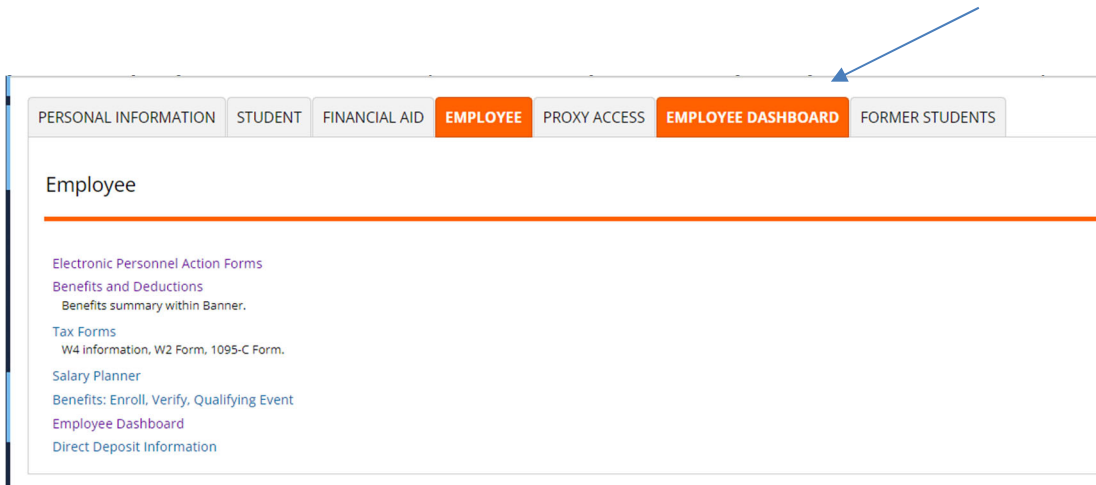 PERSONAL INFORMATION STUDENT FINANCIAL AID EMPLOYEE PROXY ACCESS EMPLOYEE DASHBOARD FORMER STUDENTS
Employee
Electronic Personnel Action Forms
Benefits and Deductions
Benefits summary within Banner.
Tax Forms
W4 information, W2 Form, 1095-C Form.
Salary Planner
Benefits: Enroll, Verify, Qualifying Event
Employee Dashboard
Direct Deposit Information